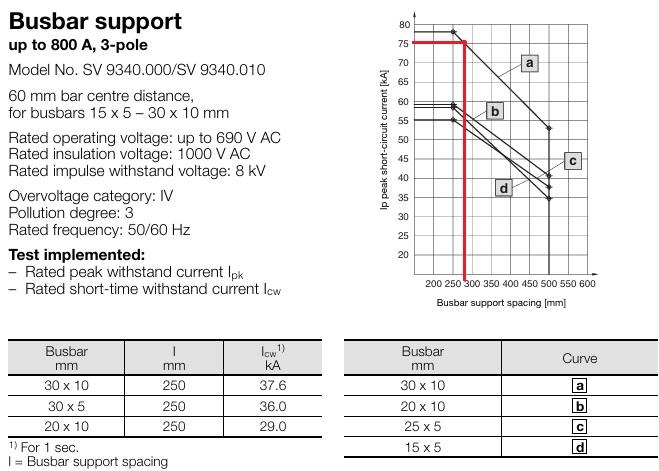 Busbar support
up to 800 A, 3-pole
Model No. SV 9340.000/SV 9340.010
60 mm bar centre distance,
for busbars 15 x 5 – 30 x 10 mm
Rated operating voltage: up to 690 V AC
Rated insulation voltage: 1000 V AC
Rated impulse withstand voltage: 8 kV
Overvoltage category: IV
Pollution degree: 3
Rated frequency: 50/60 Hz
Test implemented:
– Rated peak withstand current Ipk
– Rated short-time withstand current Icw
Ip peak short-circuit current [kA]
80
75
70
65
60
55
50
45
40
35
30
25
20
a
b
c
d
200 250 300 350 400 450 500 550 600
Busbar support spacing [mm]
Busbar mm l mm Icw1) kA
30 x 10 250 37.6
30 x 5 250 36.0
20 x 10 250 29.0
1) For 1 sec.
l = Busbar support spacing
Busbar mm Curve
30 x 10 a
20 x 10 b
25 x 5 c
15 x 5 d